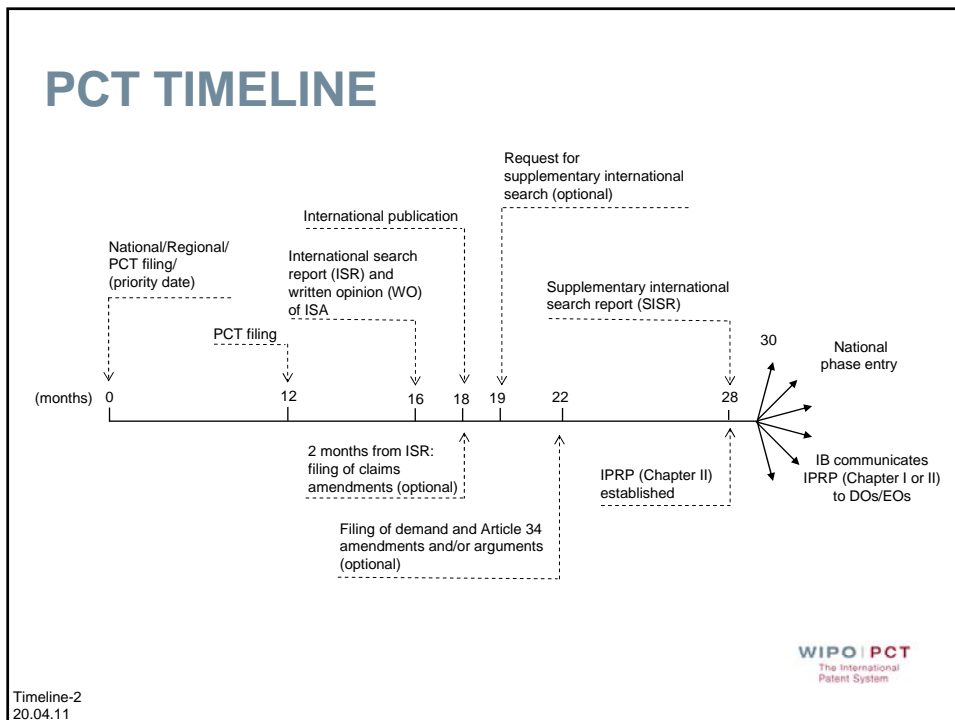 PCT TIMELINE
Request for
supplementary international
search (optional)
International publication
National/Regional/
PCT filing/
(priority date)
International search
report (ISR) and
written opinion (WO)
of ISA
Supplementary international
search report (SISR)
PCT filing
30
National
phase entry
(months) 0 12 16 18 19 22 28
2 months from ISR:
filing of claims
amendments (optional)
IPRP (Chapter II)
established
IB communicates
IPRP (Chapter I or II)
to DOs/EOs
Filing of demand and Article 34
amendments and/or arguments
(optional)
WIPO | PCT
The International
Patent System
Timeline-2
20.04.11